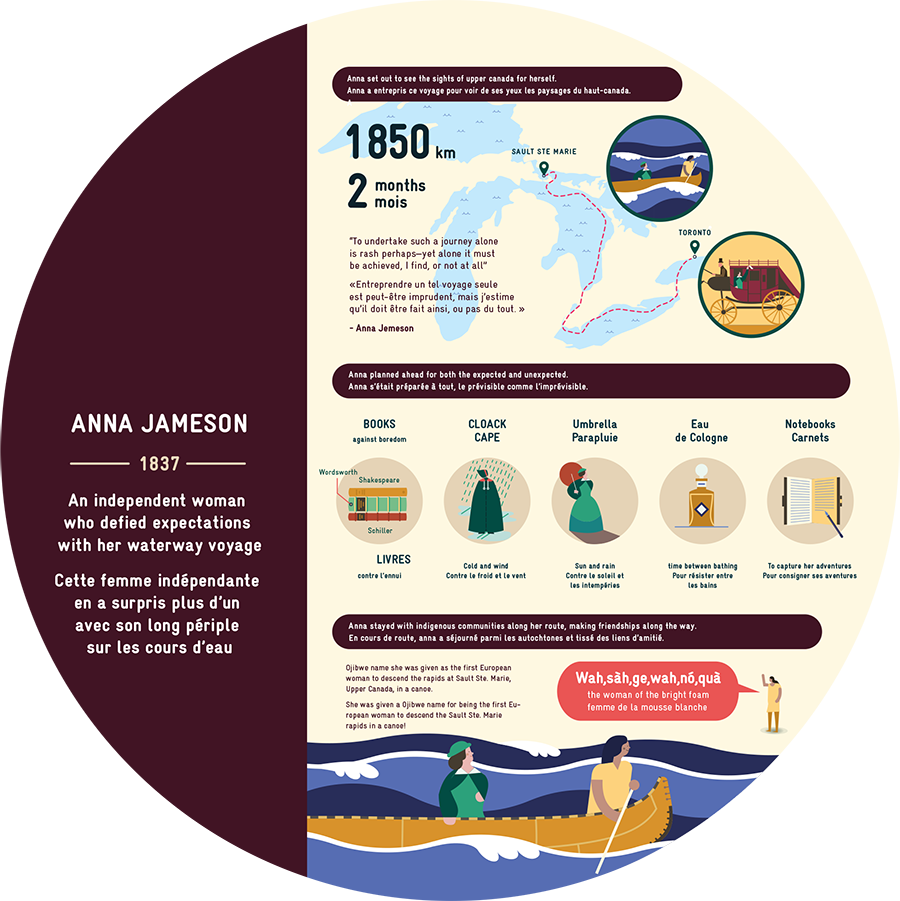 ANNA JAMESON
1837
An independent woman
who defied expectations
with her waterway voyage
Cette femme indépendante
en a surpris plus d'un
avec son long périple
sur les cours d'eau
Anna set out to see the sights of upper canada for herself.
Anna a entrepris ce voyage pour voir de ses yeux les paysages du haut-canada.
1850 km
2 months
mois
SAULT STE MARIE
TORONTO
"To undertake such a journey alone
is rash perhaps—yet alone it must
be achieved, I find, or not at all"
«Entreprendre un tel voyage seule
est peut-être imprudent, mais j'estime
qu'il doit être fait ainsi, ou pas du tout. »
- Anna Jemeson
Anna planned ahead for both the expected and unexpected.
Anna s'était préparée à tout, le prévisible comme l'imprévisible.
BOOKS
against boredom
Wordsworth
Shakespeare
Schiller
LIVRES
contre l'ennui
CLOACK
CAPE
Cold and wind
Contre le froid et le vent
Umbrella
Parapluie
Sun and rain
Contre le soleil et
les intempéries
Eau
de Cologne
time between bathing
Pour résister entre
les bains
Notebooks
Carnets
To capture her adventures
Pour consigner ses aventures
Anna stayed with indigenous communities along her route, making friendships along the way.
En cours de route, anna a séjourné parmi les autochtones et tissé des liens d'amitié.
Ojibwe name she was given as the first European
woman to descend the rapids at Sault Ste. Marie,
Upper Canada, in a canoe.
She was given a Ojibwe name for being the first Eu-
ropean woman to descend the Sault Ste. Marie
rapids in a canoe!
Wah,sàh,ge,wah,nó,quà
the woman of the bright foam
femme de la mousse blanche